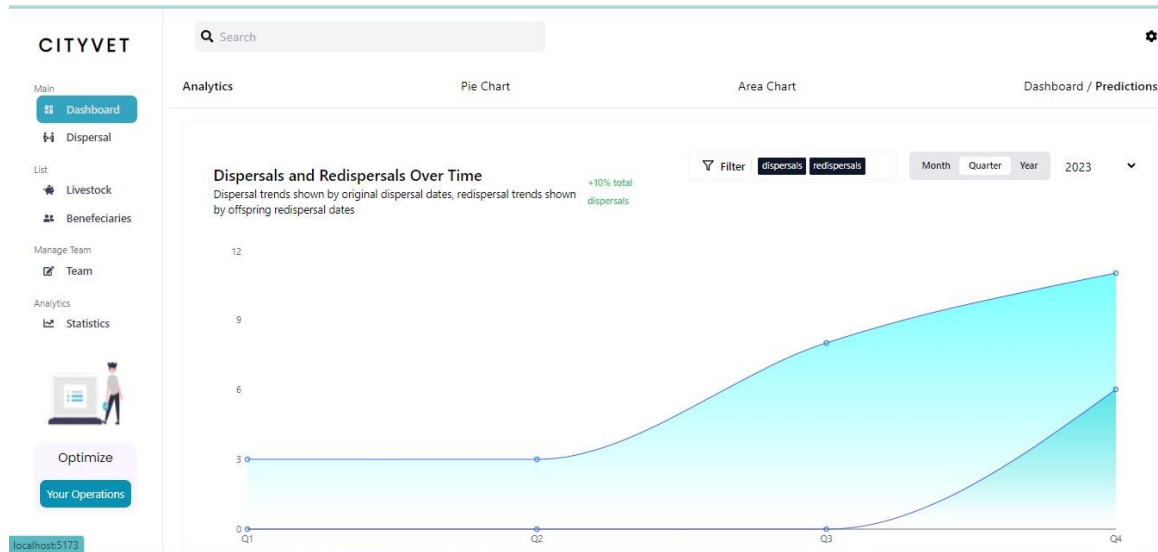 CITYVET
Search
Main
Dashboard
Dispersal
List
Livestock
Benefeciaries
Manage Team
Team
Analytics
Statistics
Optimize
Your Operations
localhost:5173
Analytics
Pie Chart
Area Chart
Dashboard / Predictions
Dispersals and Redispersals Over Time
Dispersal trends shown by original dispersal dates, redispersal trends shown
by offspring redispersal dates
+10% total
dispersals
Filter dispersals redispersals
Month Quarter Year 2023
12
9
6
3
0
Q1 Q2 Q3 Q4